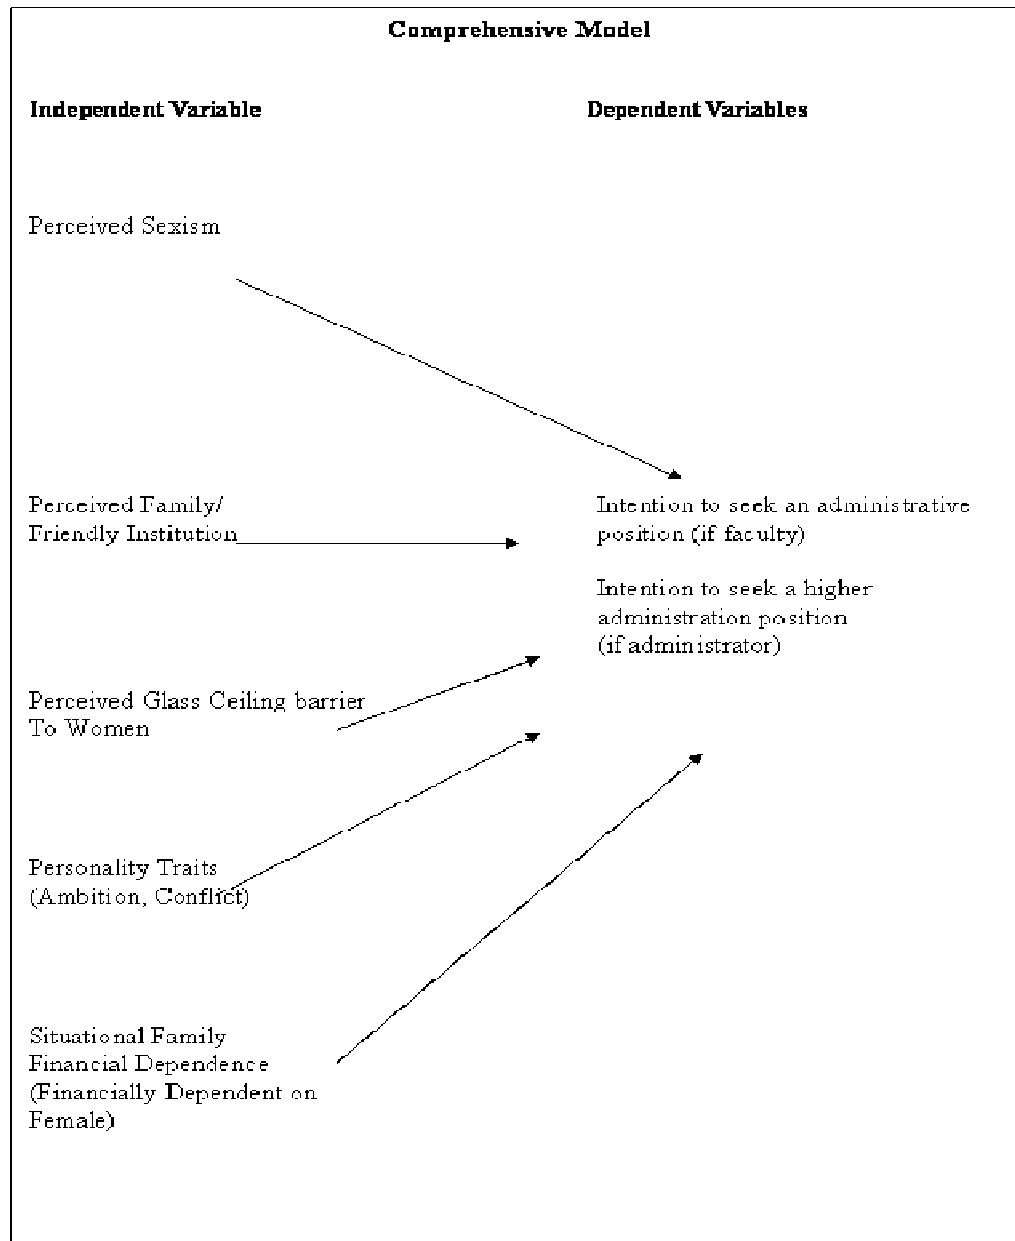 Comprehensive Model
Independent Variable
Dependent Variables
Perceived Sexism
Perceived Family/
Friendly Institution
Intention to seek an administrative
position (if faculty)
Intention to seek a higher
administration position
(if administrator)
Perceived Glass Ceiling barrier
To Women
Personality Traits
(Ambition, Conflict)
Situational Family
Financial Dependence
(Financially Dependent on
Female)